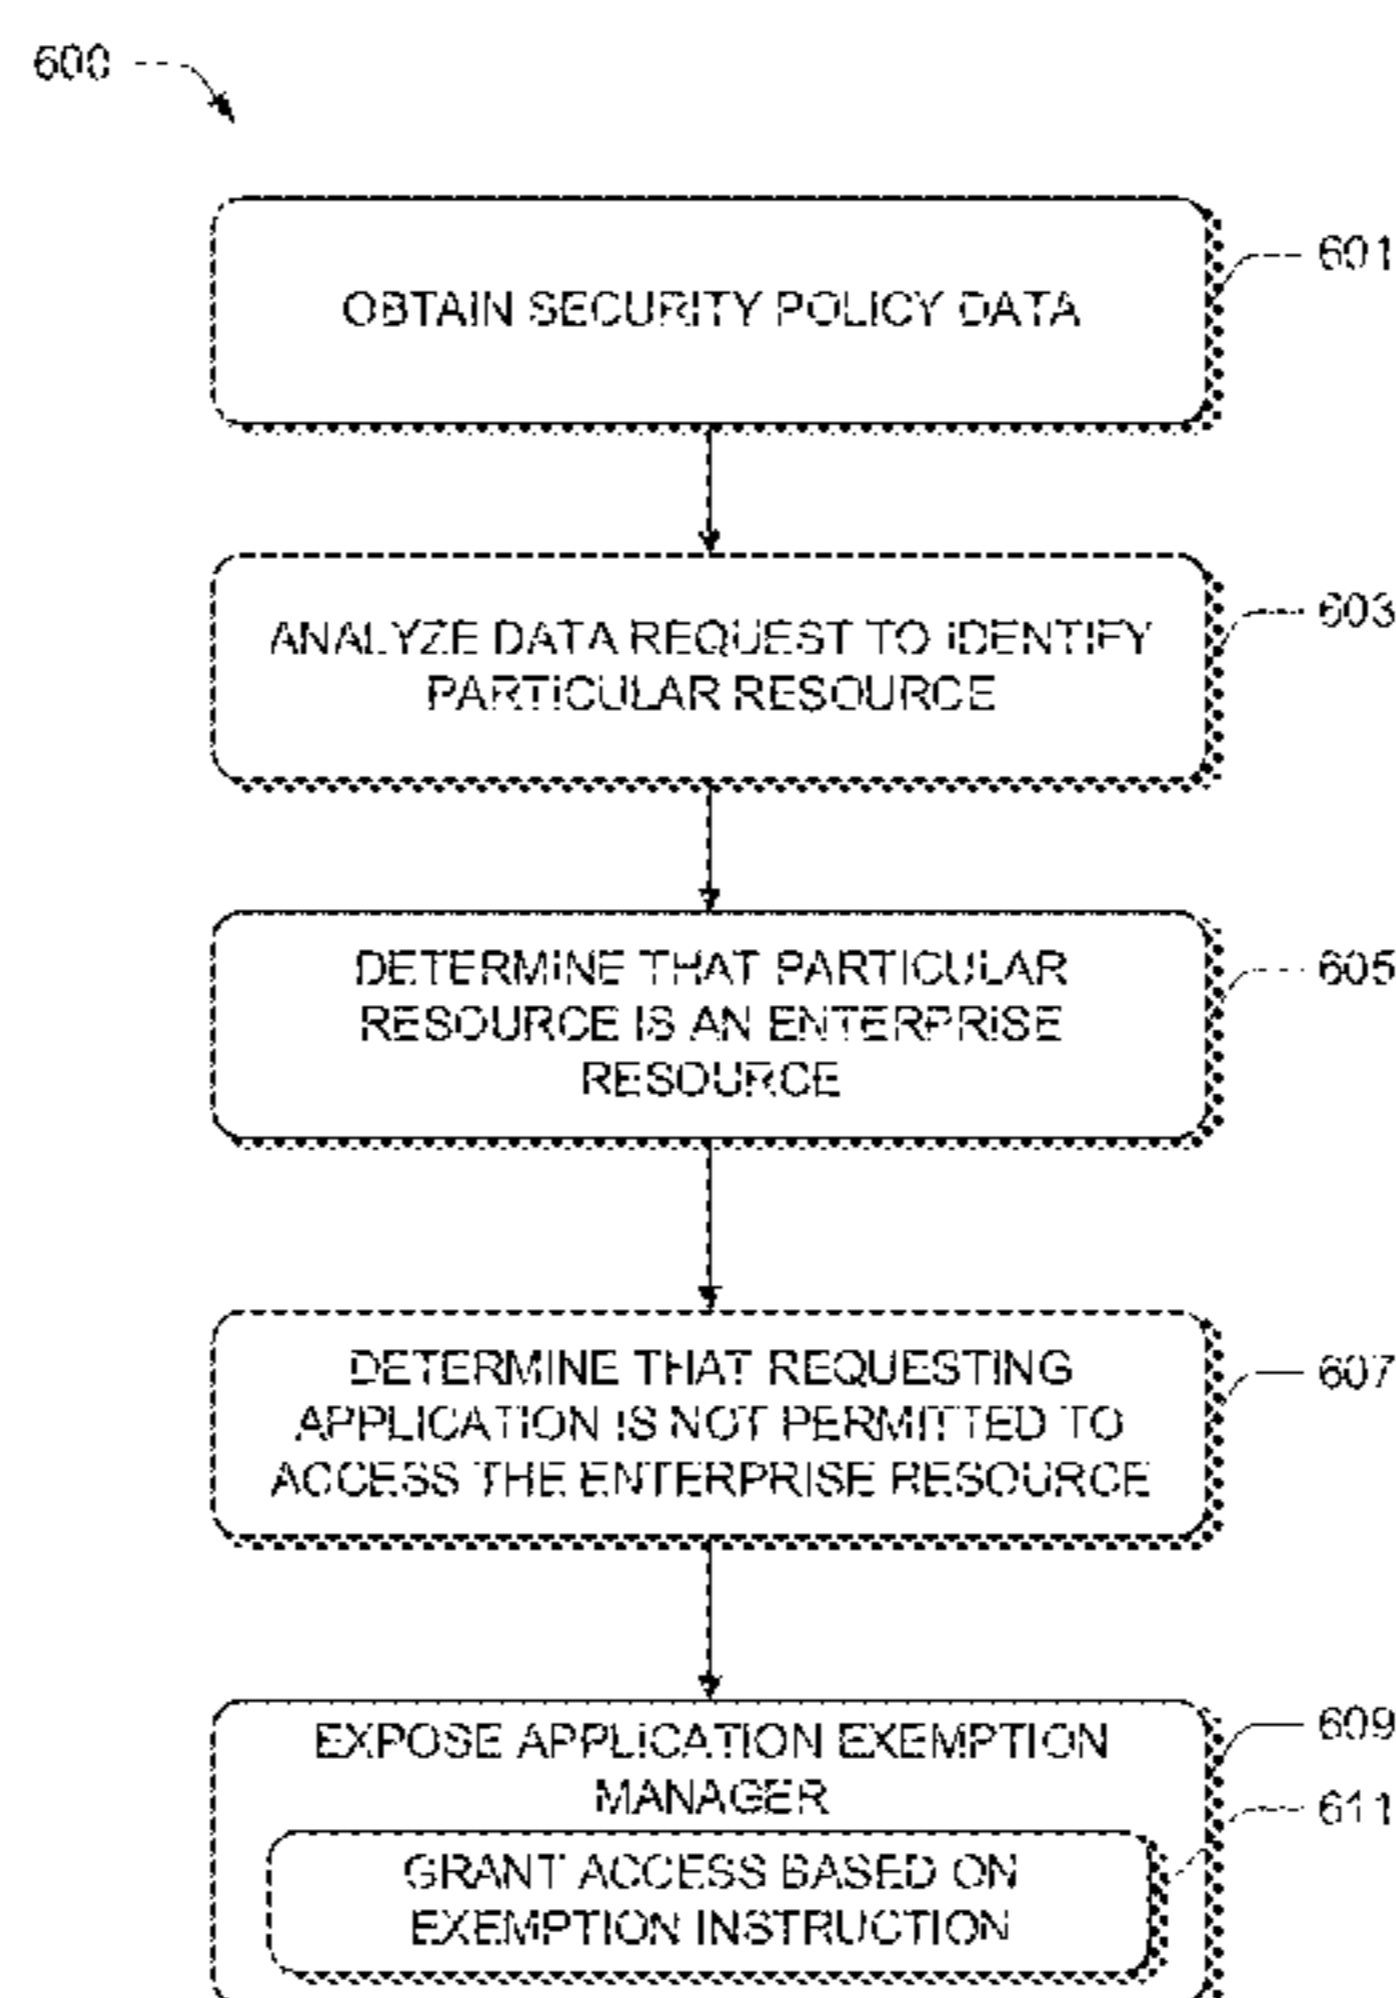 600
OBTAIN SECURITY POLICY DATA
601
ANALYZE DATA REQUEST TO IDENTIFY
PARTICULAR RESOURCE
603
DETERMINE THAT PARTICULAR
RESOURCE IS AN ENTERPRISE
RESOURCE
605
DETERMINE THAT REQUESTING
APPLICATION IS NOT PERMITTED TO
ACCESS THE ENTERPRISE RESOURCE
607
EXPOSE APPLICATION EXEMPTION
MANAGER
609
611
GRANT ACCESS BASED ON
EXEMPTION INSTRUCTION